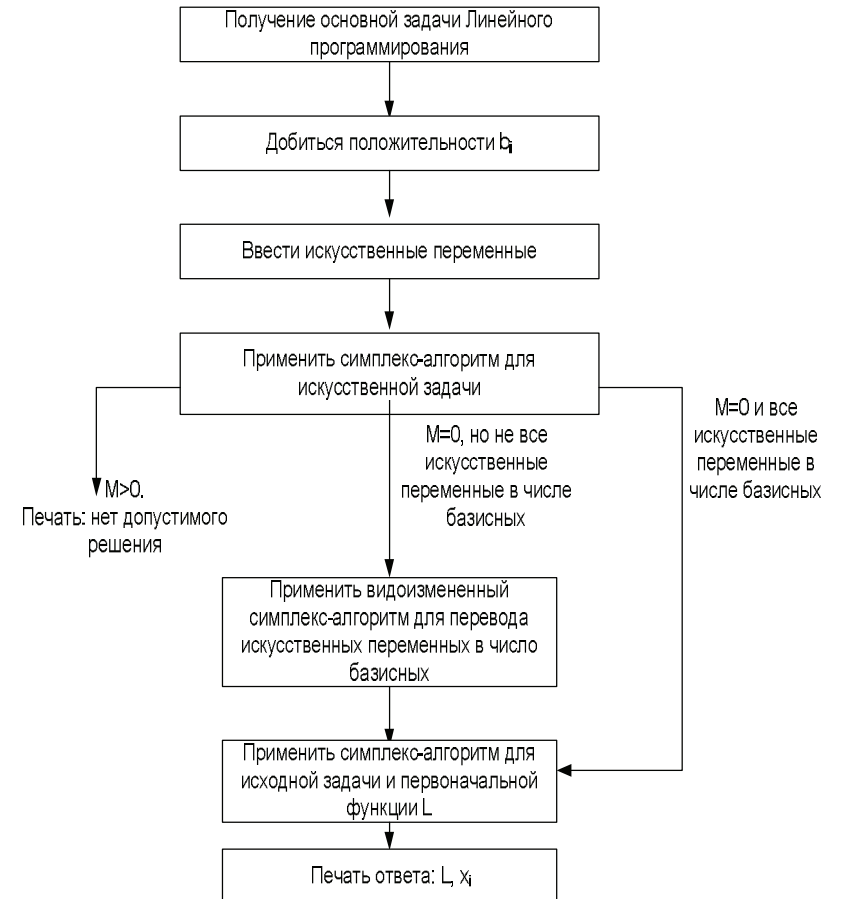 Получение основной задачи Линейного
программирования
Добиться положительности bi
Ввести искусственные переменные
Применить симплекс-алгоритм для
искусственной задачи
M>0.
Печать: нет допустимого
решения
M=0, но не все
искусственные
переменные в числе
базисных
M=0 и все
искусственные
переменные в
числе базисных
Применить видоизмененный
симплекс-алгоритм для перевода
искусственных переменных в число
базисных
Применить симплекс-алгоритм для
исходной задачи и первоначальной
функции L
Печать ответа: L, xi